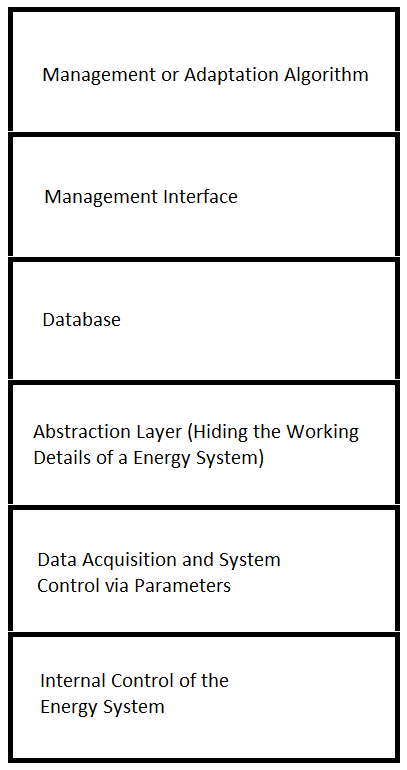 Management or Adaptation Algorithm
Management Interface
Database
Abstraction Layer (Hiding the Working
Details of a Energy System)
Data Acquisition and System
Control via Parameters
Internal Control of the
Energy System